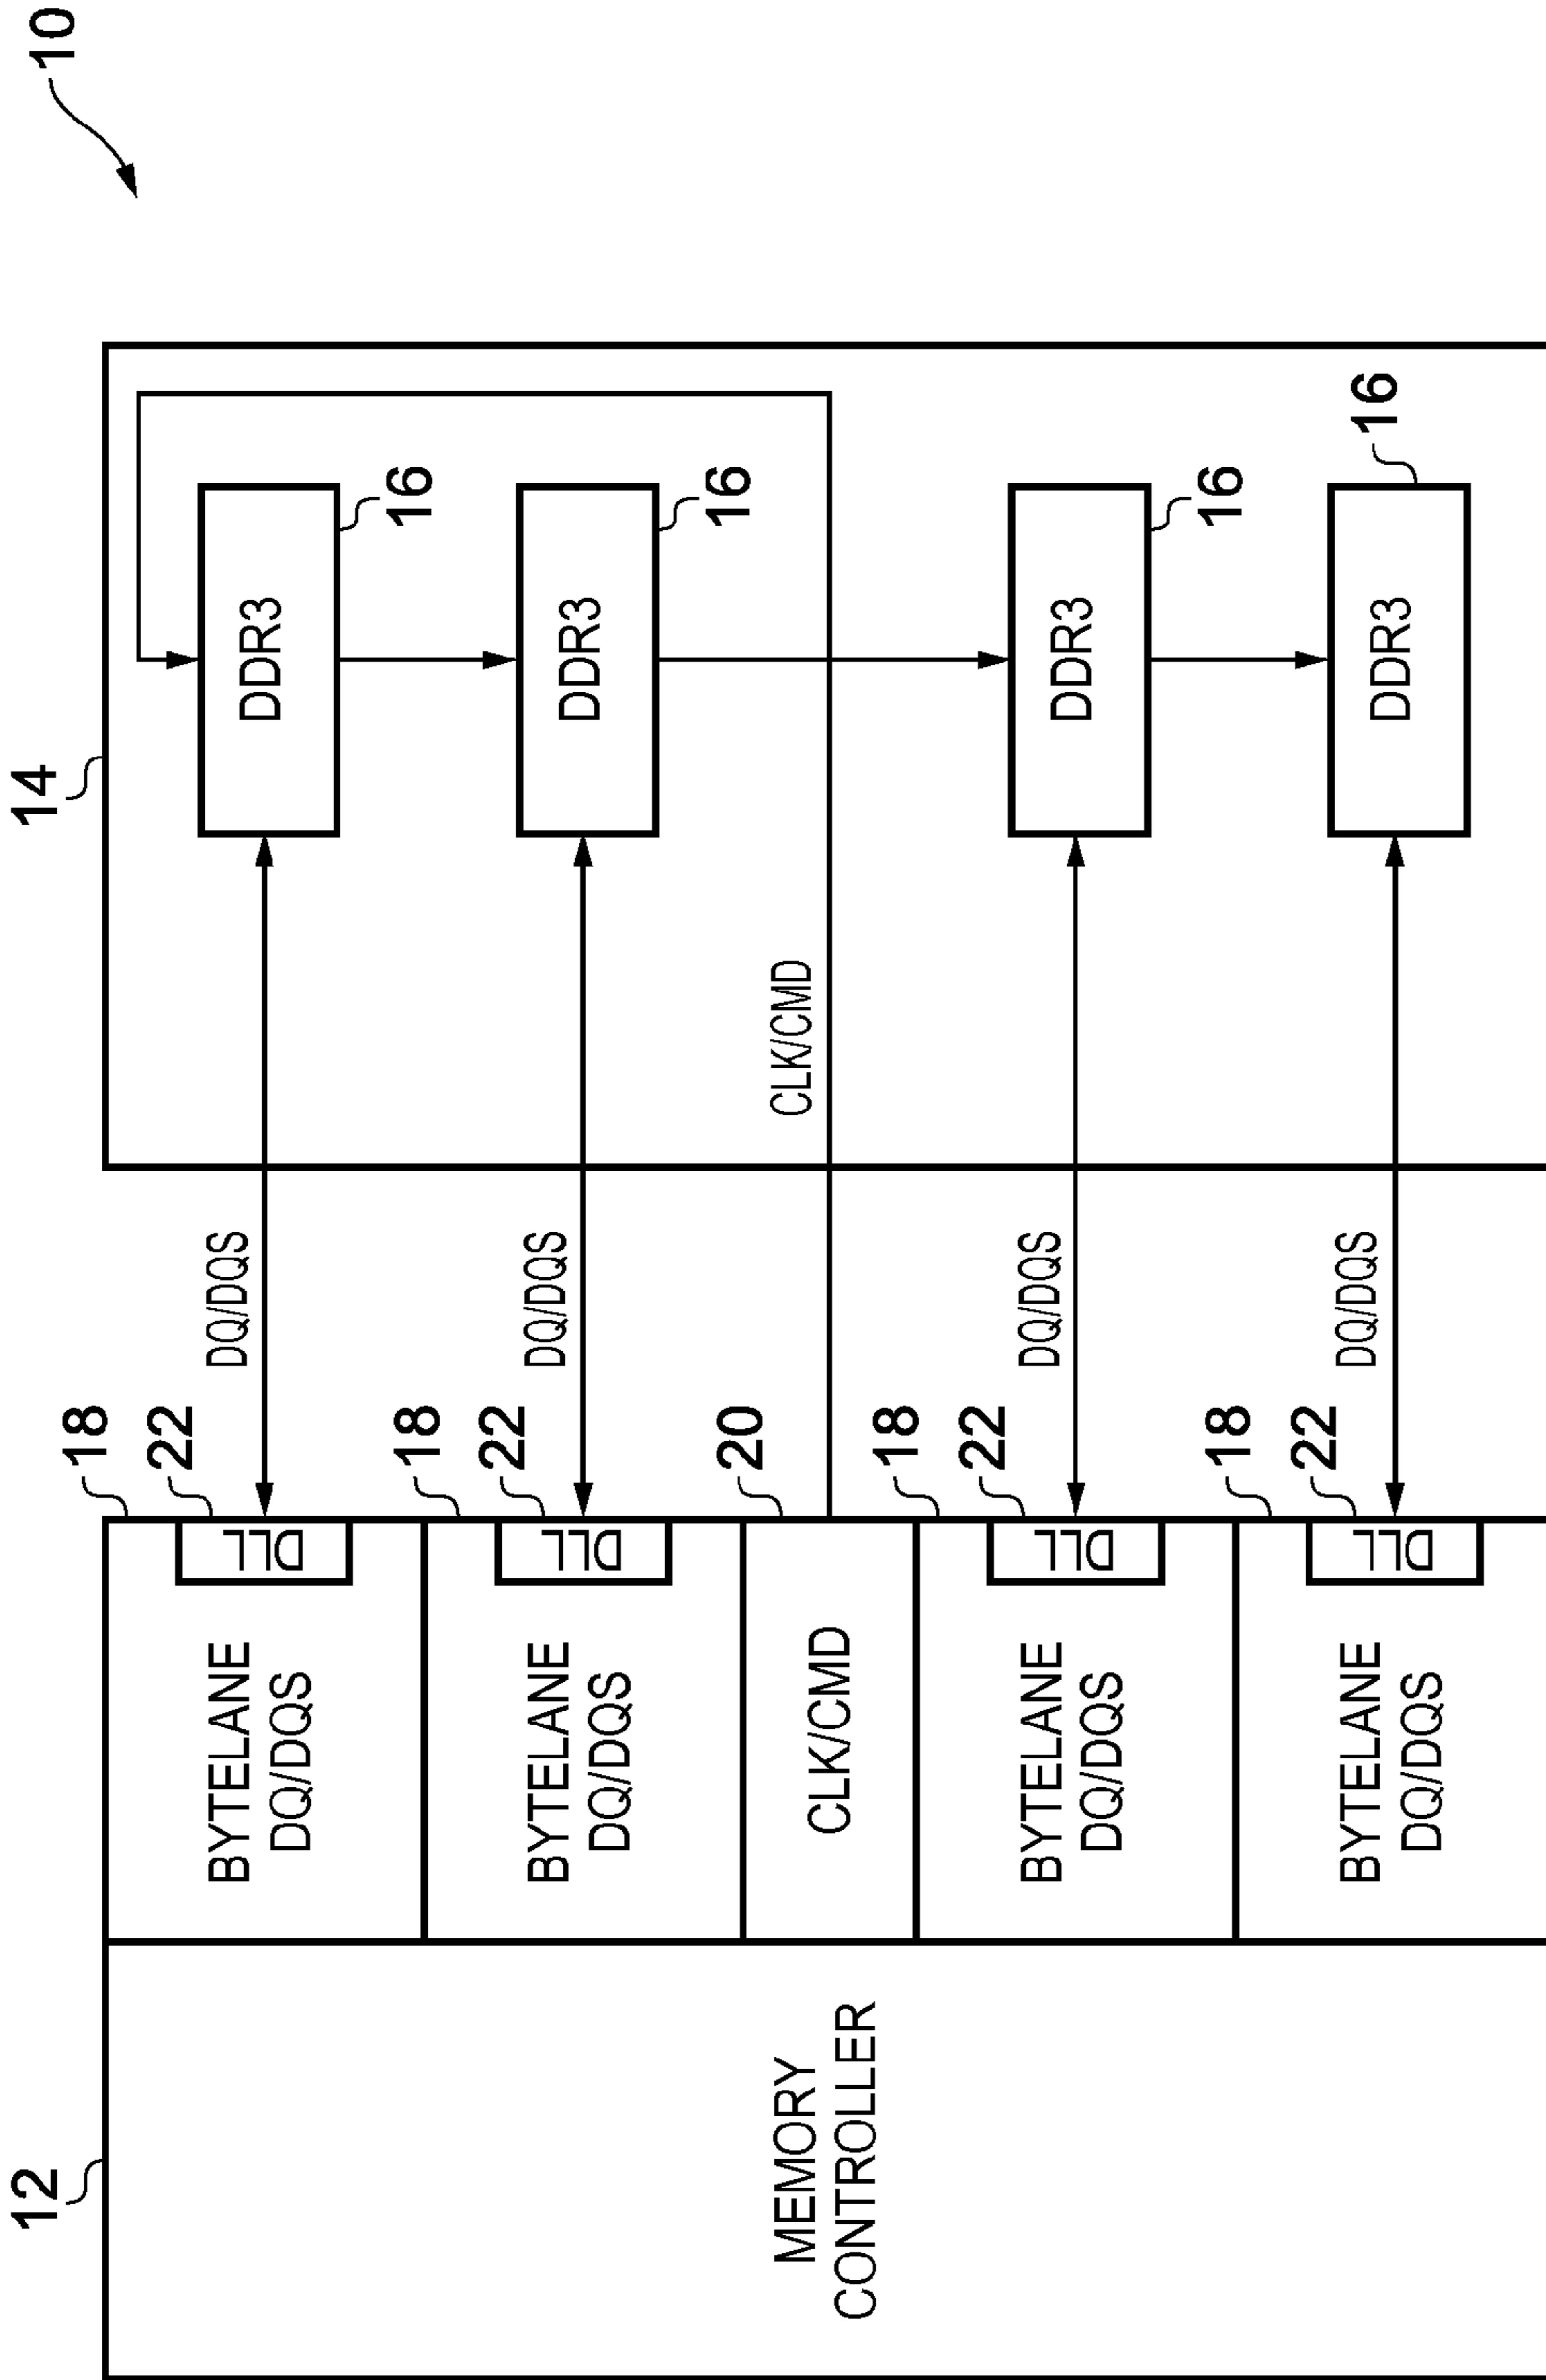 10
12
14
MEMORY
CONTROLLER
18
22
BYTELANE
DQ/DQS
DLL
DQ/DQS
DDR3
16
18
22
BYTELANE
DQ/DQS
DLL
DQ/DQS
DDR3
16
20
CLK/CMD
CLK/CMD
18
22
BYTELANE
DQ/DQS
DLL
DQ/DQS
DDR3
16
18
22
BYTELANE
DQ/DQS
DLL
DQ/DQS
DDR3
16